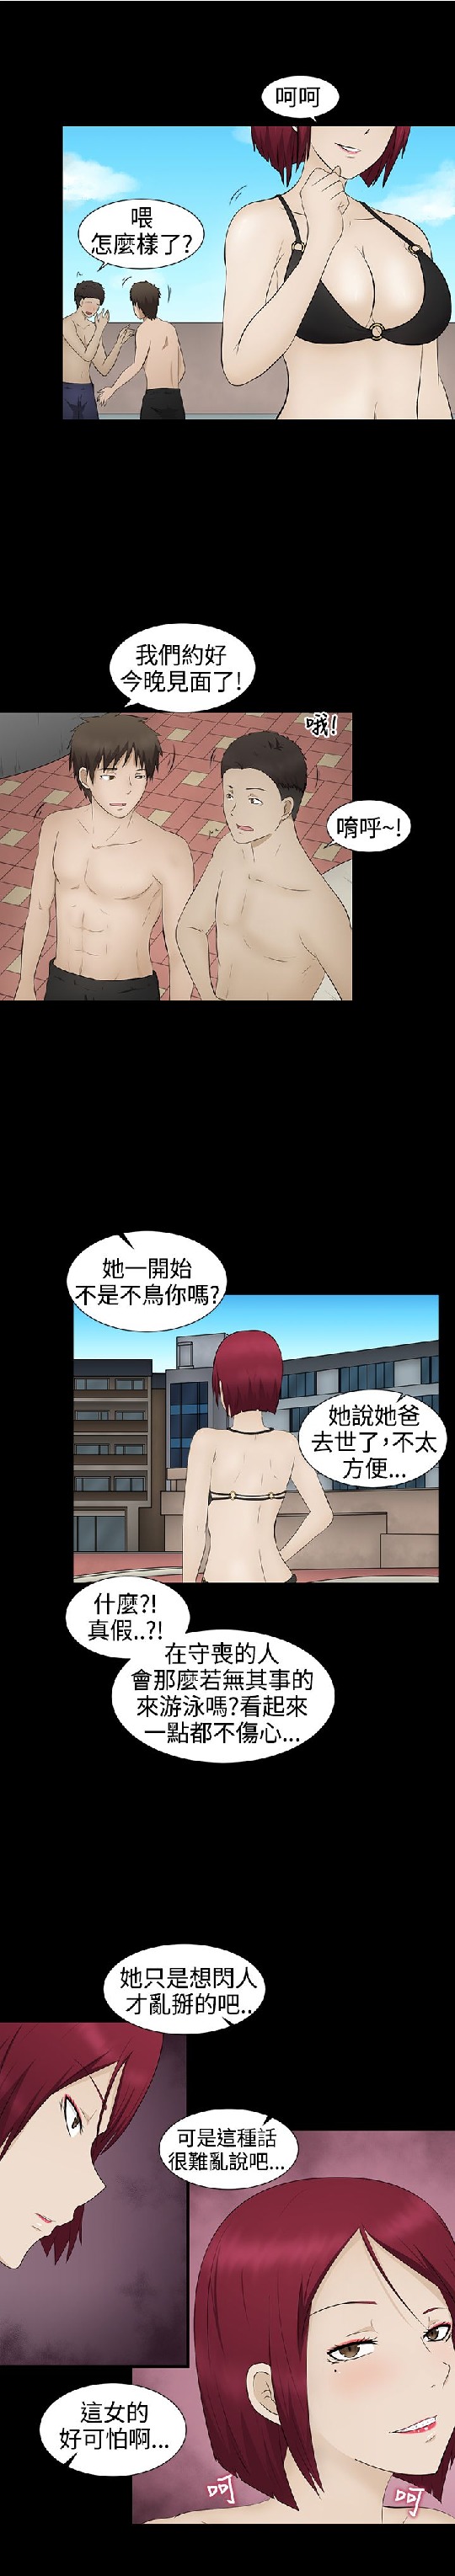 呵呵
喂
怎麼樣了?
我們約好
今晚見面了!
哦!
唷呼~!
她一開始
不是不鳥你嗎?
她說她爸
去世了,不太
方便...
什麼?!
真假..?!
在守喪的人
會那麼若無其事的
來游泳嗎?看起來
一點都不傷心...
她只是想閃人
才亂掰的吧..
可是這種話
很難亂說吧...
這女的
好可怕啊...
呵
呵